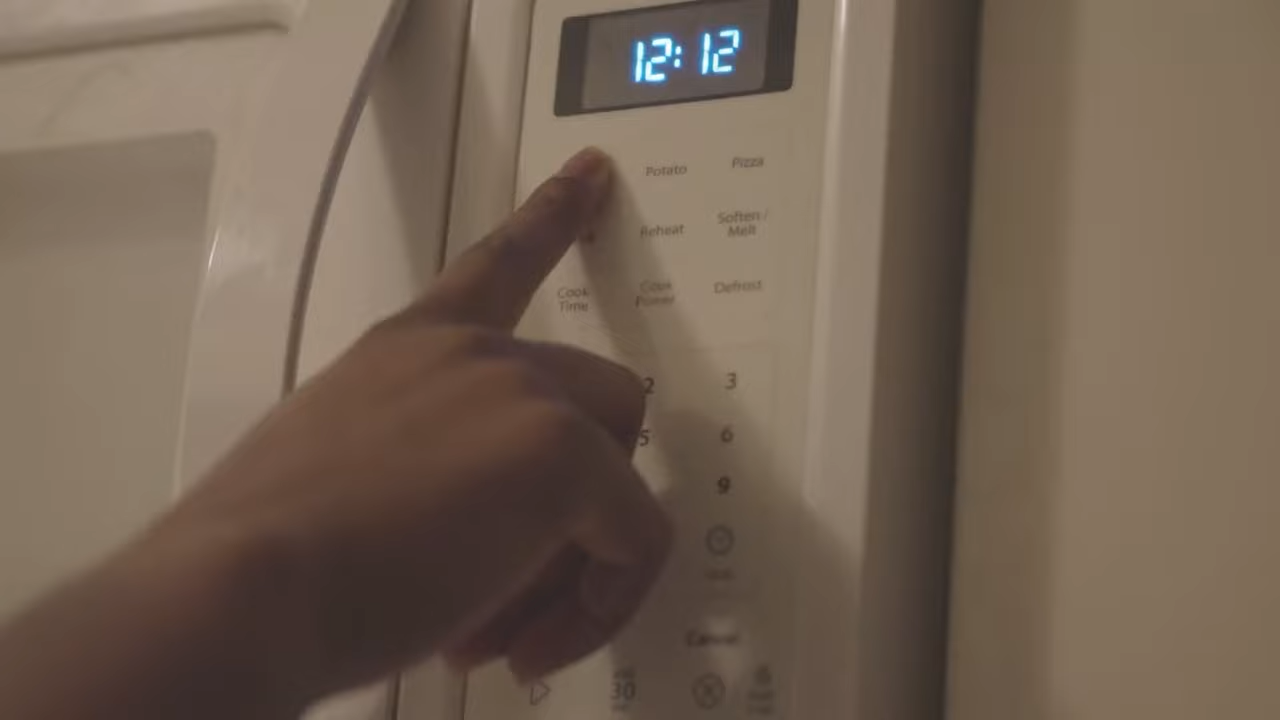 12:12
Potato Pizza
Reheat Soften / Melt
Cook Time Cook Power Defrost
2 3
5 6
9
Cancel
30